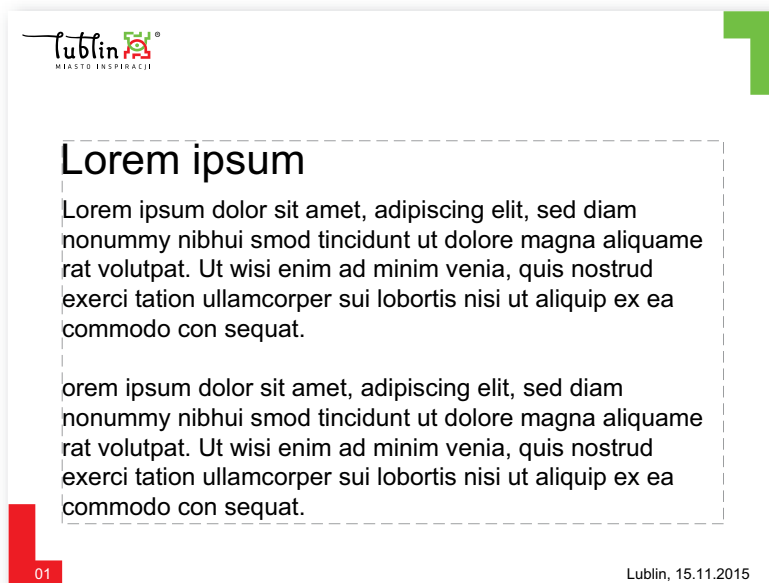 lublin ®
MIASTO INSPIRACJI
Lorem ipsum
Lorem ipsum dolor sit amet, adipiscing elit, sed diam
nonummy nibhui smod tincidunt ut dolore magna aliquame
rat volutpat. Ut wisi enim ad minim venia, quis nostrud
exerci tation ullamcorper sui lobortis nisi ut aliquip ex ea
commodo con sequat.
orem ipsum dolor sit amet, adipiscing elit, sed diam
nonummy nibhui smod tincidunt ut dolore magna aliquame
rat volutpat. Ut wisi enim ad minim venia, quis nostrud
exerci tation ullamcorper sui lobortis nisi ut aliquip ex ea
commodo con sequat.
01
Lublin, 15.11.2015